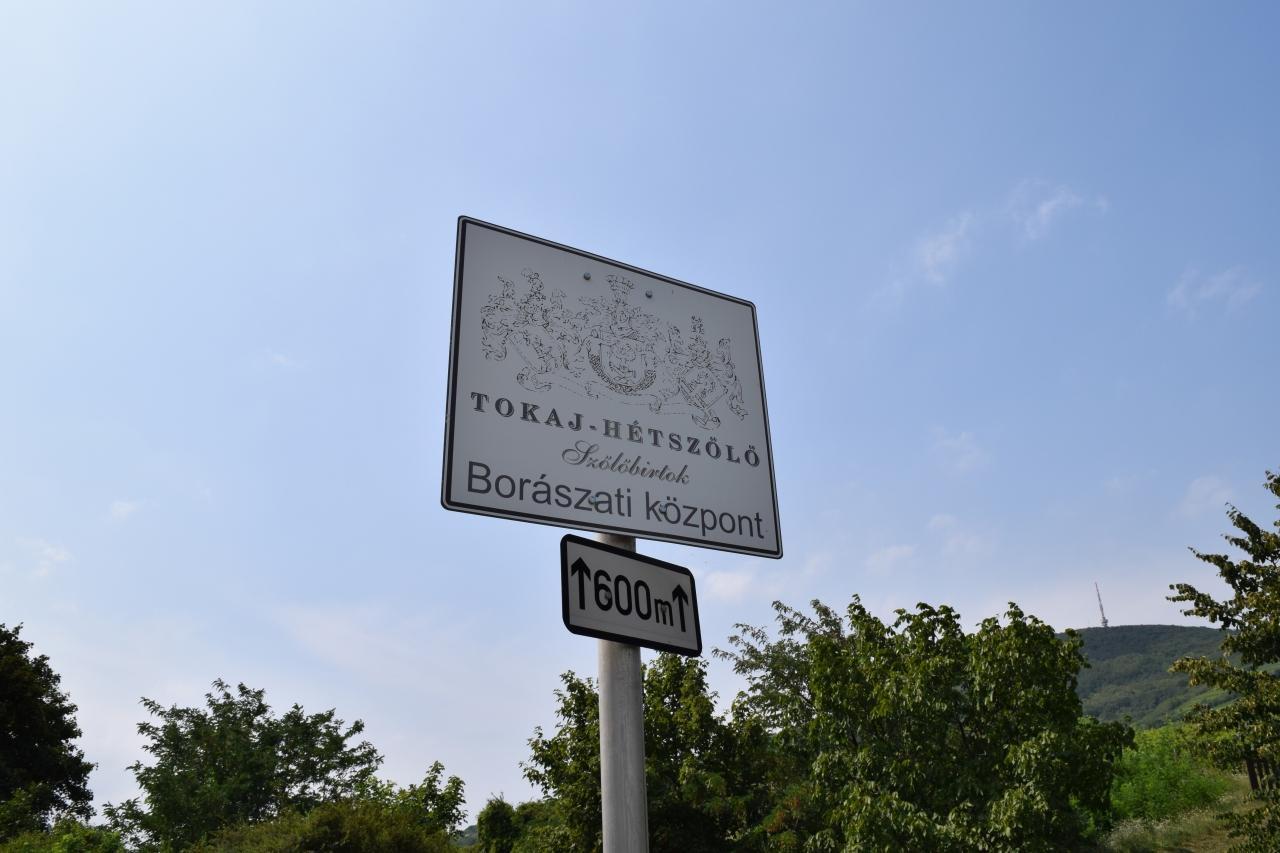 TOKAJ-HÉTSZŐLŐ
Szőlőbirtok
Borászati központ
↑600m↑